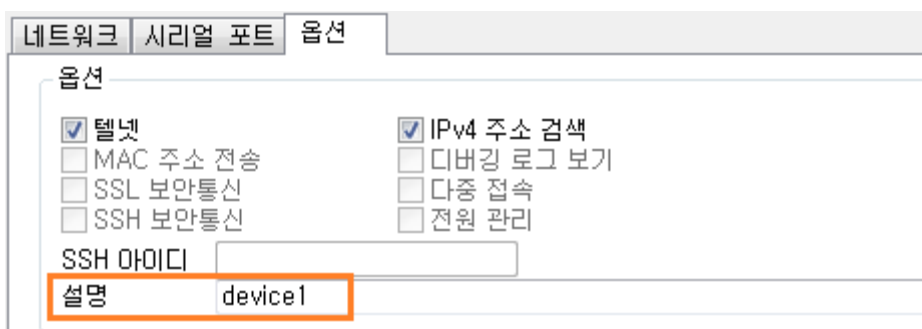 네트워크 시리얼 포트 옵션
옵션
텔넷 IPv4 주소 검색
MAC 주소 전송 디버깅 로그 보기
SSL 보안통신 다중 접속
SSH 보안통신 전원 관리
SSH 아이디
설명 device1